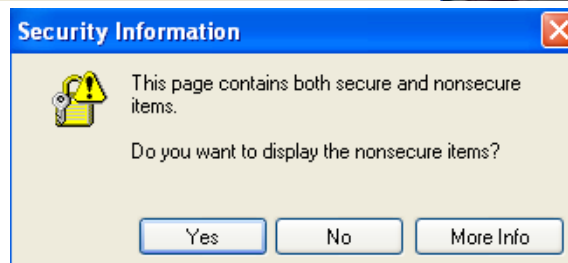 Security Information
This page contains both secure and nonsecure
items.
Do you want to display the nonsecure items?
Yes No More Info